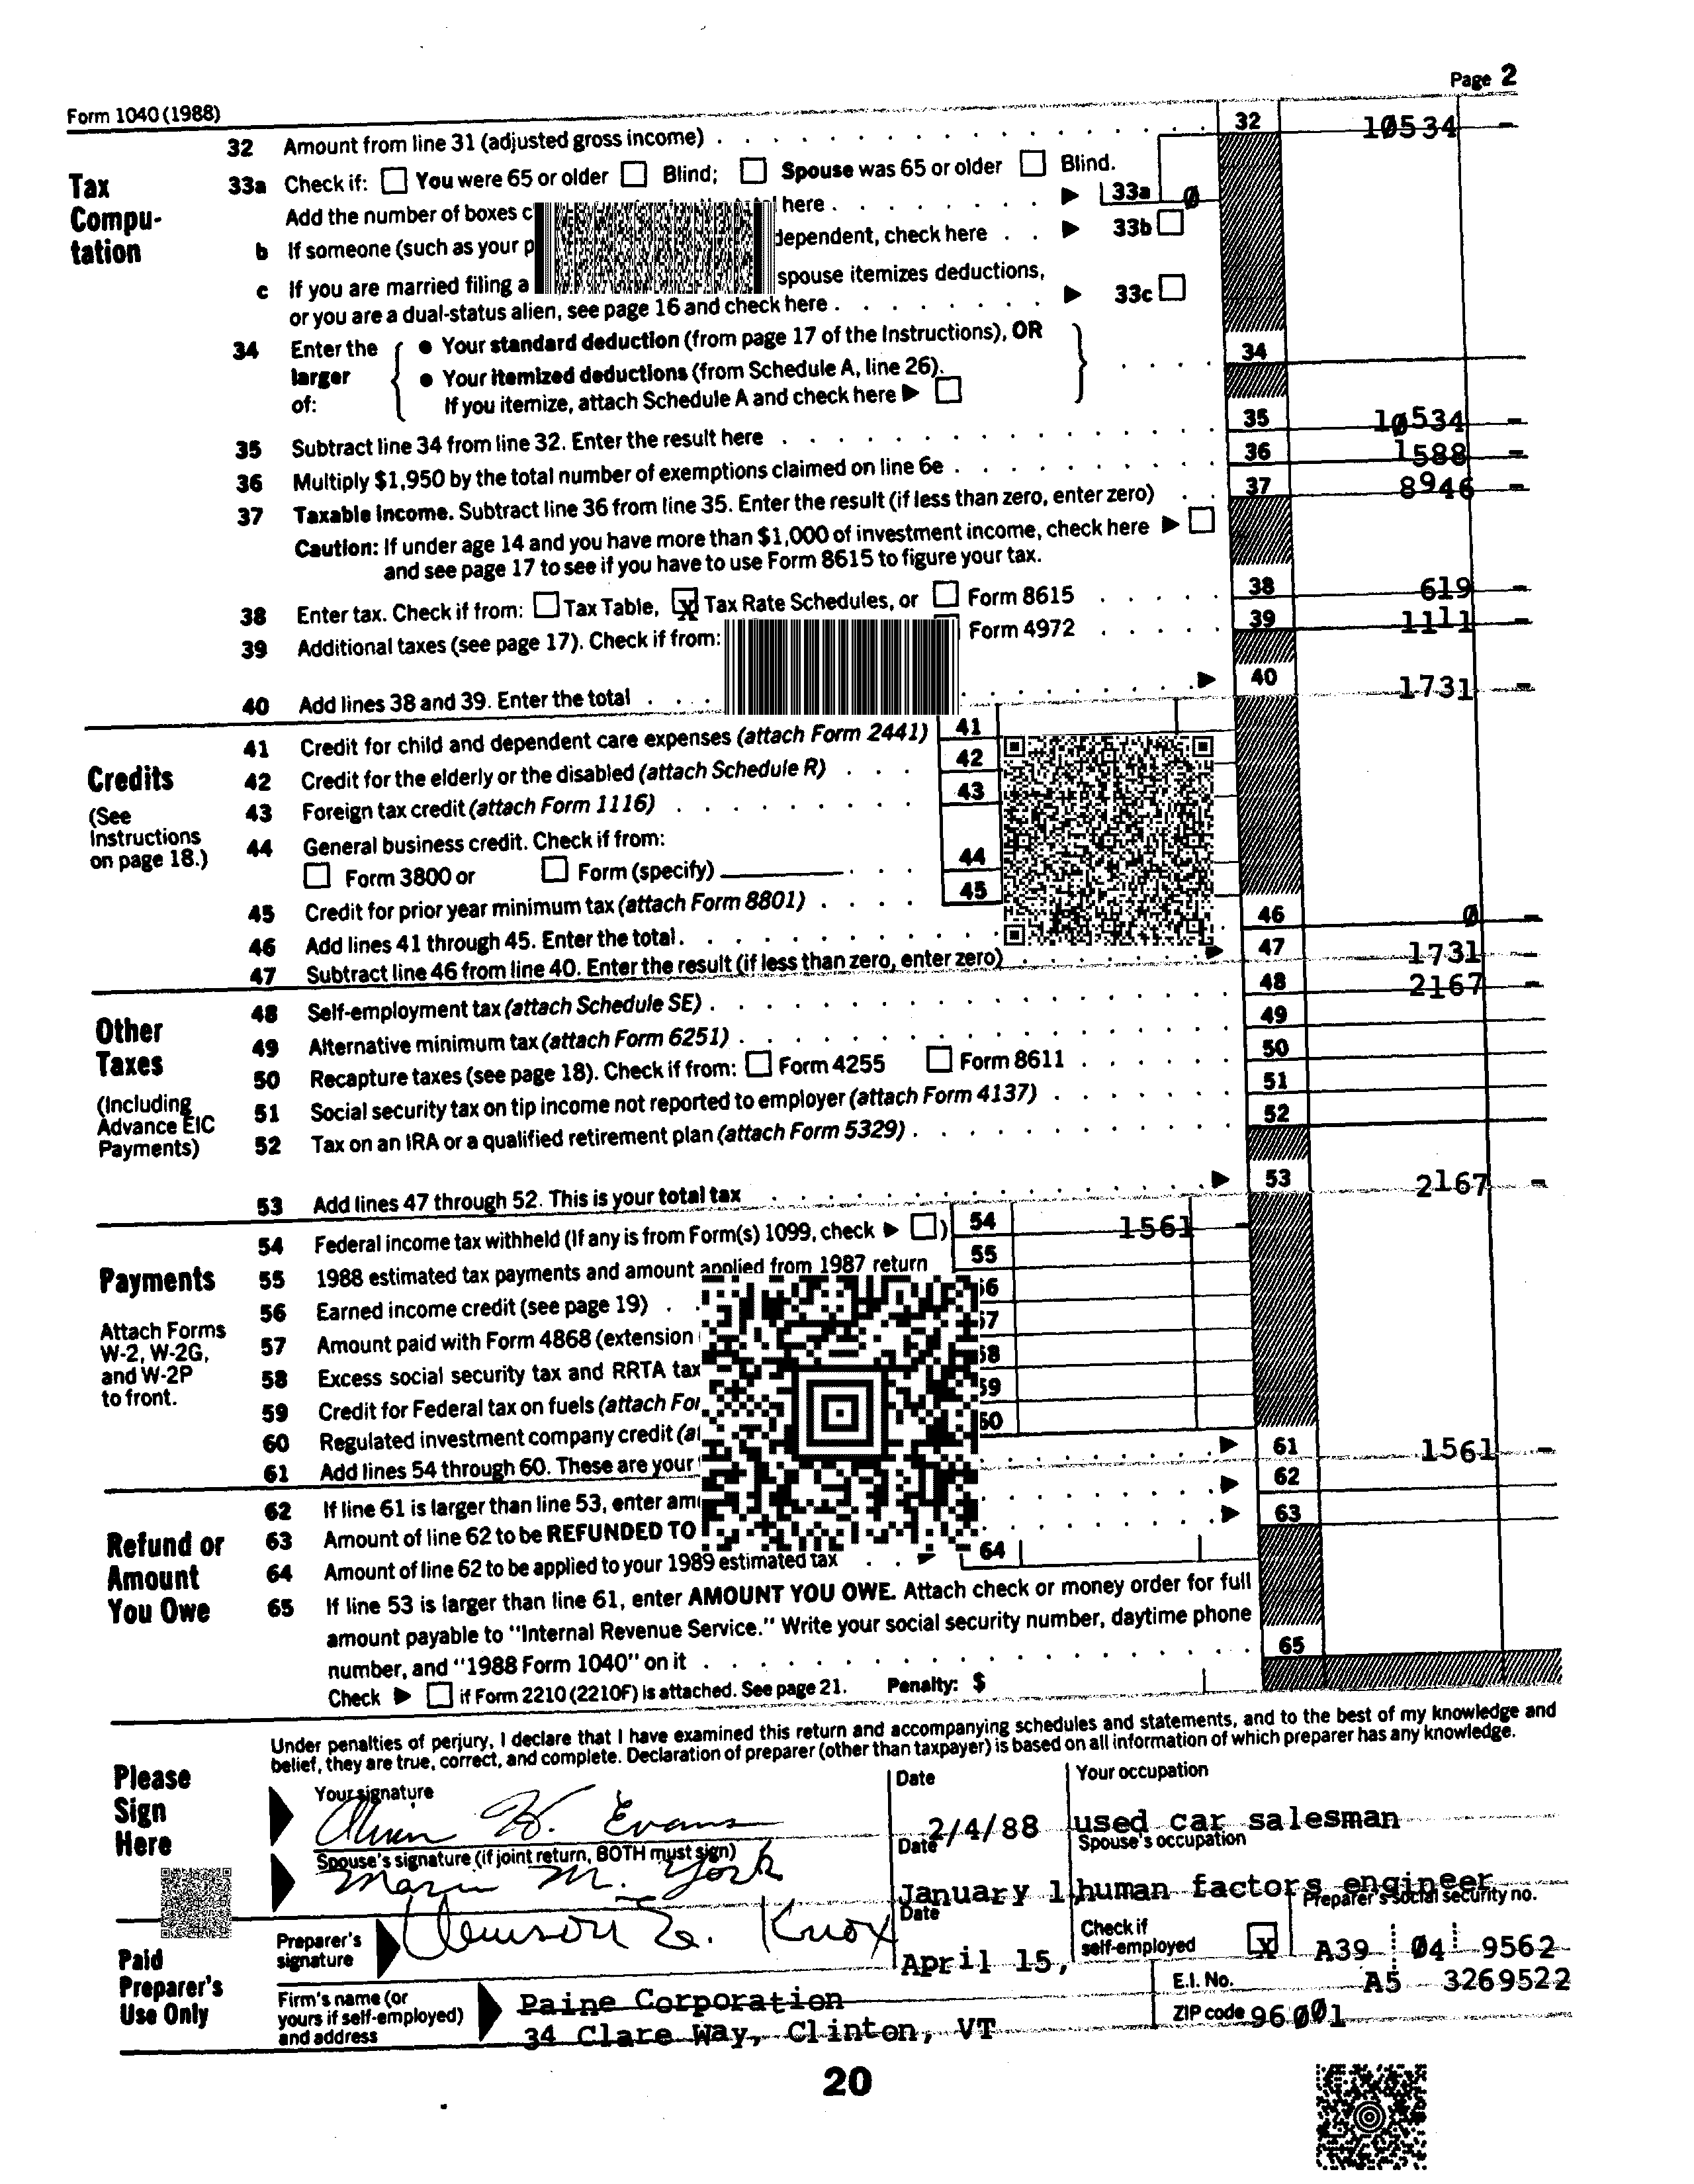 Page 2
Form 1040 (1988)
32 Amount from line 31 (adjusted gross income) 32 10534 -
Tax Compu- tation
33a Check if: You were 65 or older Blind; Spouse was 65 or older Blind.
Add the number of boxes here 33a 0
b If someone (such as your dependent, check here 33b
c If you are married filing a spouse itemizes deductions,
or you are a dual-status alien, see page 16 and check here 33c
34 Enter the larger of: • Your standard deduction (from page 17 of the Instructions), OR 34
• Your itemized deductions (from Schedule A, line 26).
If you itemize, attach Schedule A and check here
35 Subtract line 34 from line 32. Enter the result here 35 10534 -
36 Multiply $1,950 by the total number of exemptions claimed on line 6e 36 1588 -
37 Taxable income. Subtract line 36 from line 35. Enter the result (if less than zero, enter zero) 37 8946 -
Caution: If under age 14 and you have more than $1,000 of investment income, check here
and see page 17 to see if you have to use Form 8615 to figure your tax.
38 Enter tax. Check if from: Tax Table, X Tax Rate Schedules, or Form 8615 38 619 -
39 Additional taxes (see page 17). Check if from: Form 4972 39 1111 -
40 Add lines 38 and 39. Enter the total 40 1731 -
Credits
(See Instructions on page 18.)
41 Credit for child and dependent care expenses (attach Form 2441) 41
42 Credit for the elderly or the disabled (attach Schedule R) 42
43 Foreign tax credit (attach Form 1116) 43
44 General business credit. Check if from:
Form 3800 or Form (specify) 44
45 Credit for prior year minimum tax (attach Form 8801) 45
46 Add lines 41 through 45. Enter the total 46 0 -
47 Subtract line 46 from line 40. Enter the result (if less than zero, enter zero) 47 1731 -
Other Taxes
(Including Advance EIC Payments)
48 Self-employment tax (attach Schedule SE) 48 2167 -
49 Alternative minimum tax (attach Form 6251) 49
50 Recapture taxes (see page 18). Check if from: Form 4255 Form 8611 50
51 Social security tax on tip income not reported to employer (attach Form 4137) 51
52 Tax on an IRA or a qualified retirement plan (attach Form 5329) 52
53 Add lines 47 through 52. This is your total tax 53 2167 -
Payments
Attach Forms W-2, W-2G, and W-2P to front.
54 Federal income tax withheld (If any is from Form(s) 1099, check ) 54 1561 -
55 1988 estimated tax payments and amount applied from 1987 return 55
56 Earned income credit (see page 19)
57 Amount paid with Form 4868 (extension
58 Excess social security tax and RRTA tax
59 Credit for Federal tax on fuels (attach
60 Regulated investment company credit
61 Add lines 54 through 60. These are your 61 1561 -
Refund or Amount You Owe
62 If line 61 is larger than line 53, enter 62
63 Amount of line 62 to be REFUNDED TO 63
64 Amount of line 62 to be applied to your 1989 estimated tax 64
65 If line 53 is larger than line 61, enter AMOUNT YOU OWE. Attach check or money order for full
amount payable to "Internal Revenue Service." Write your social security number, daytime phone
number, and "1988 Form 1040" on it 65
Check if Form 2210 (2210F) is attached. See page 21. Penalty: $
Please Sign Here
Under penalties of perjury, I declare that I have examined this return and accompanying schedules and statements, and to the best of my knowledge and
belief, they are true, correct, and complete. Declaration of preparer (other than taxpayer) is based on all information of which preparer has any knowledge.
Your signature Date Your occupation
Evans 2/4/88 used car salesman
Spouse's signature (if joint return, BOTH must sign) Date Spouse's occupation
M. York January 1, human factors engineer
Paid Preparer's Use Only
Preparer's signature Knox Date April 15, Check if self-employed X Preparer's social security no. A39 04 9562
Firm's name (or yours if self-employed) and address
Paine Corporation E.I. No. A5 3269522
34 Clare Way, Clinton, VT ZIP code 96001
20